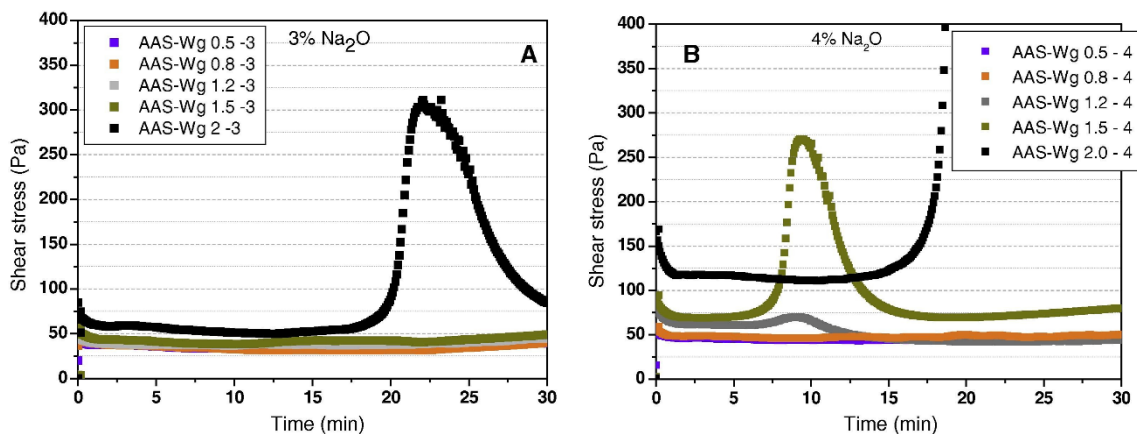 3% Na₂O
A
AAS-Wg 0.5 -3
AAS-Wg 0.8 -3
AAS-Wg 1.2 -3
AAS-Wg 1.5 -3
AAS-Wg 2 -3
Shear stress (Pa)
400
350
300
250
200
150
100
50
0
0 5 10 15 20 25 30
Time (min)
B
4% Na₂O
AAS-Wg 0.5 - 4
AAS-Wg 0.8 - 4
AAS-Wg 1.2 - 4
AAS-Wg 1.5 - 4
AAS-Wg 2.0 - 4
Shear stress (Pa)
400
350
300
250
200
150
100
50
0
0 5 10 15 20 25 30
Time (min)